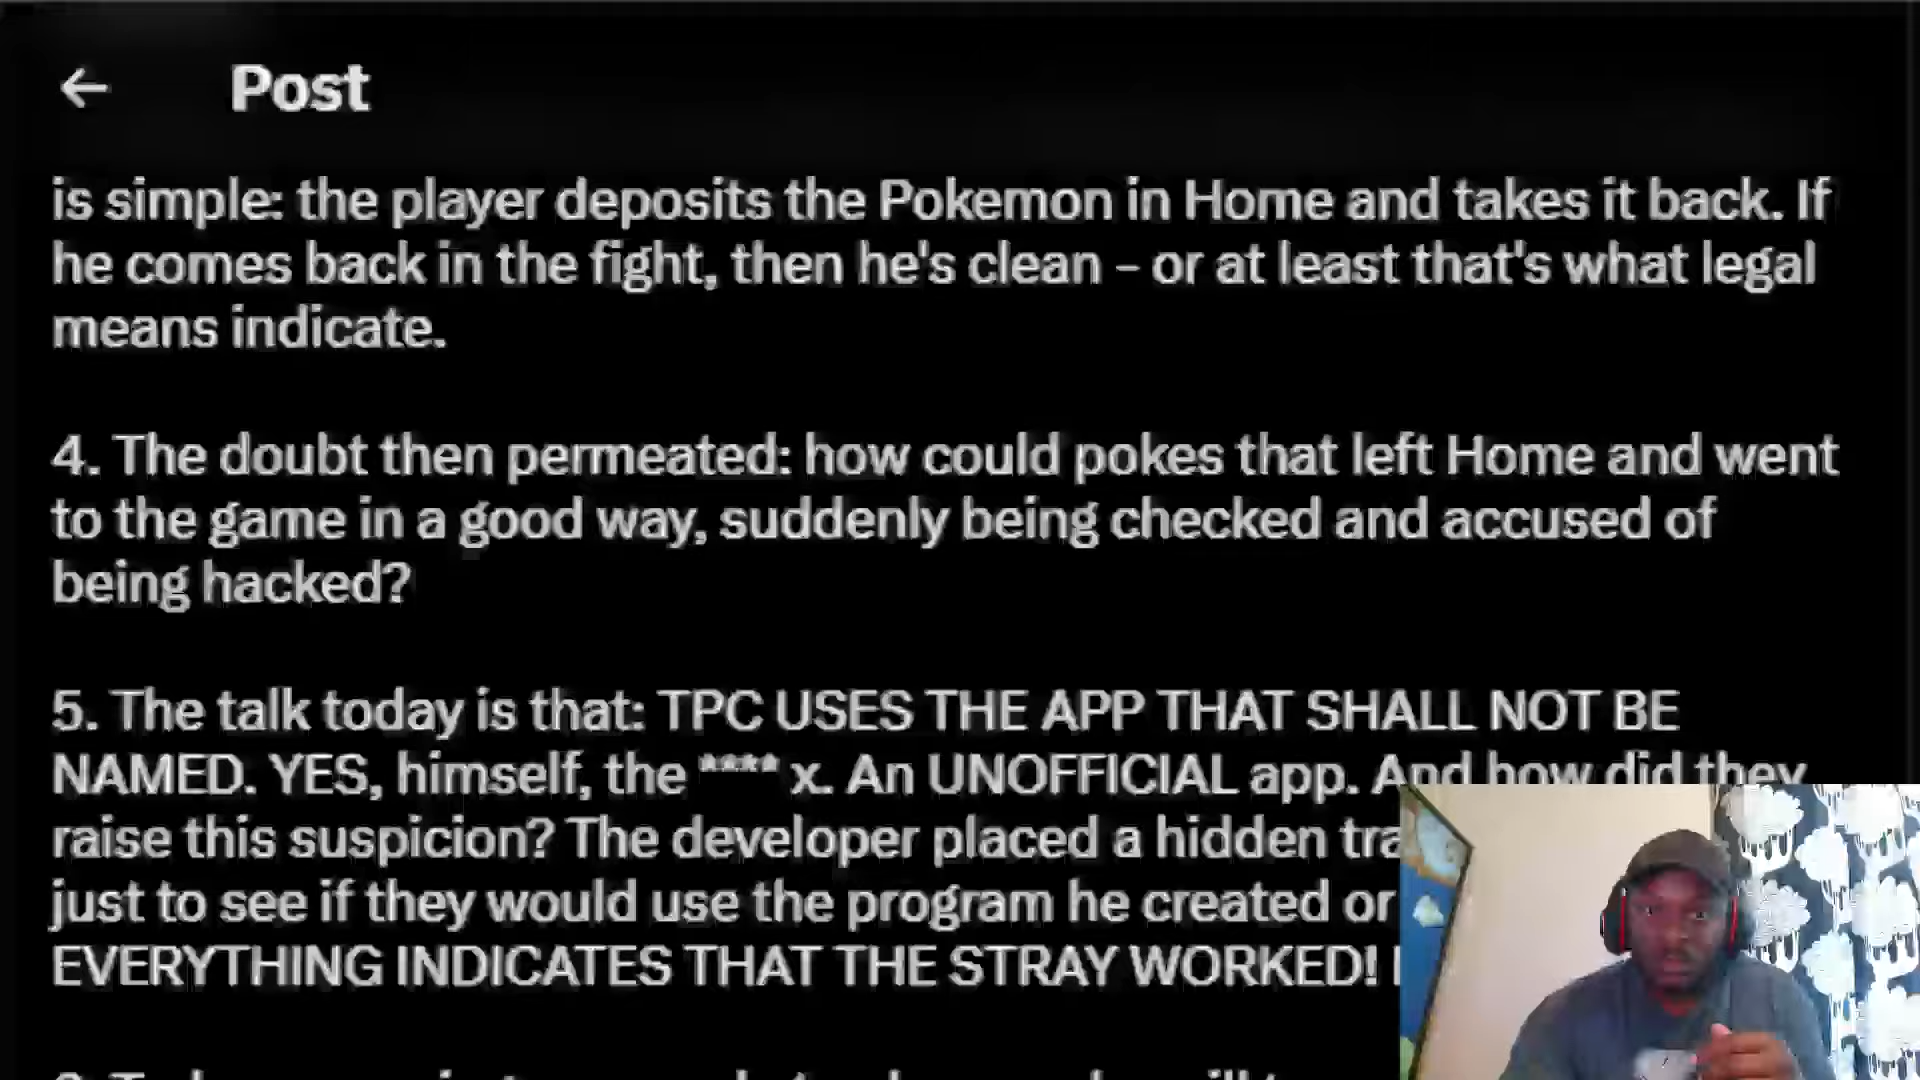 Post
is simple: the player deposits the Pokemon in Home and takes it back. If
he comes back in the fight, then he's clean – or at least that's what legal
means indicate.
4. The doubt then permeated: how could pokes that left Home and went
to the game in a good way, suddenly being checked and accused of
being hacked?
5. The talk today is that: TPC USES THE APP THAT SHALL NOT BE
NAMED. YES, himself, the **** x. An UNOFFICIAL app. And how did they
raise this suspicion? The developer placed a hidden
just to see if they would use the program he created or
EVERYTHING INDICATES THAT THE STRAY WORKED!